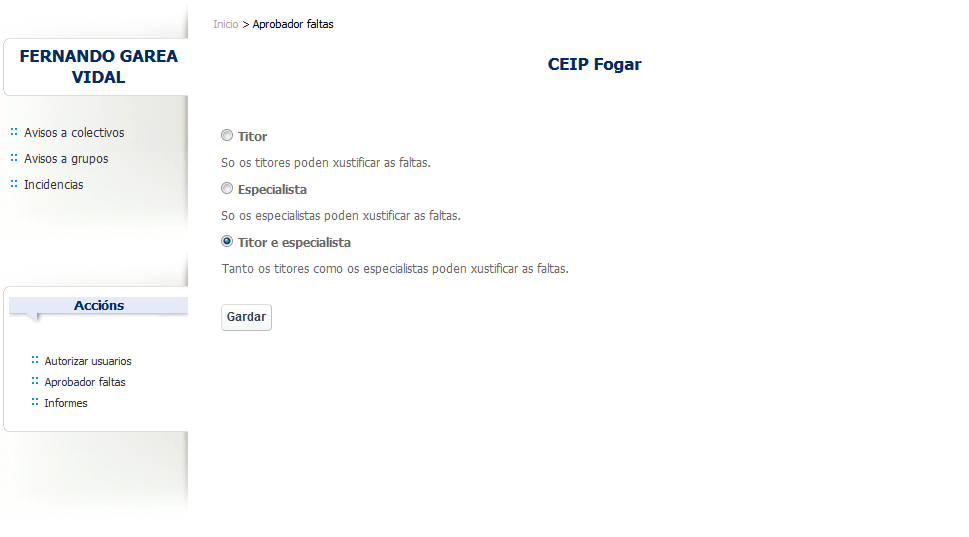 Inicio > Aprobador faltas
FERNANDO GAREA
VIDAL
CEIP Fogar
Avisos a colectivos
Avisos a grupos
Incidencias
Titor
So os titores poden xustificar as faltas.
Especialista
So os especialistas poden xustificar as faltas.
Titor e especialista
Tanto os titores como os especialistas poden xustificar as faltas.
Gardar
Accións
Autorizar usuarios
Aprobador faltas
Informes